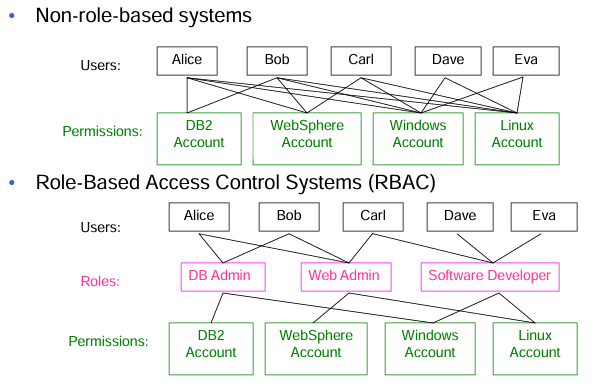 • Non-role-based systems
Users: Alice Bob Carl Dave Eva
Permissions: DB2 WebSphere Windows Linux
Account Account Account Account
• Role-Based Access Control Systems (RBAC)
Users: Alice Bob Carl Dave Eva
Roles: DB Admin Web Admin Software Developer
Permissions: DB2 WebSphere Windows Linux
Account Account Account Account